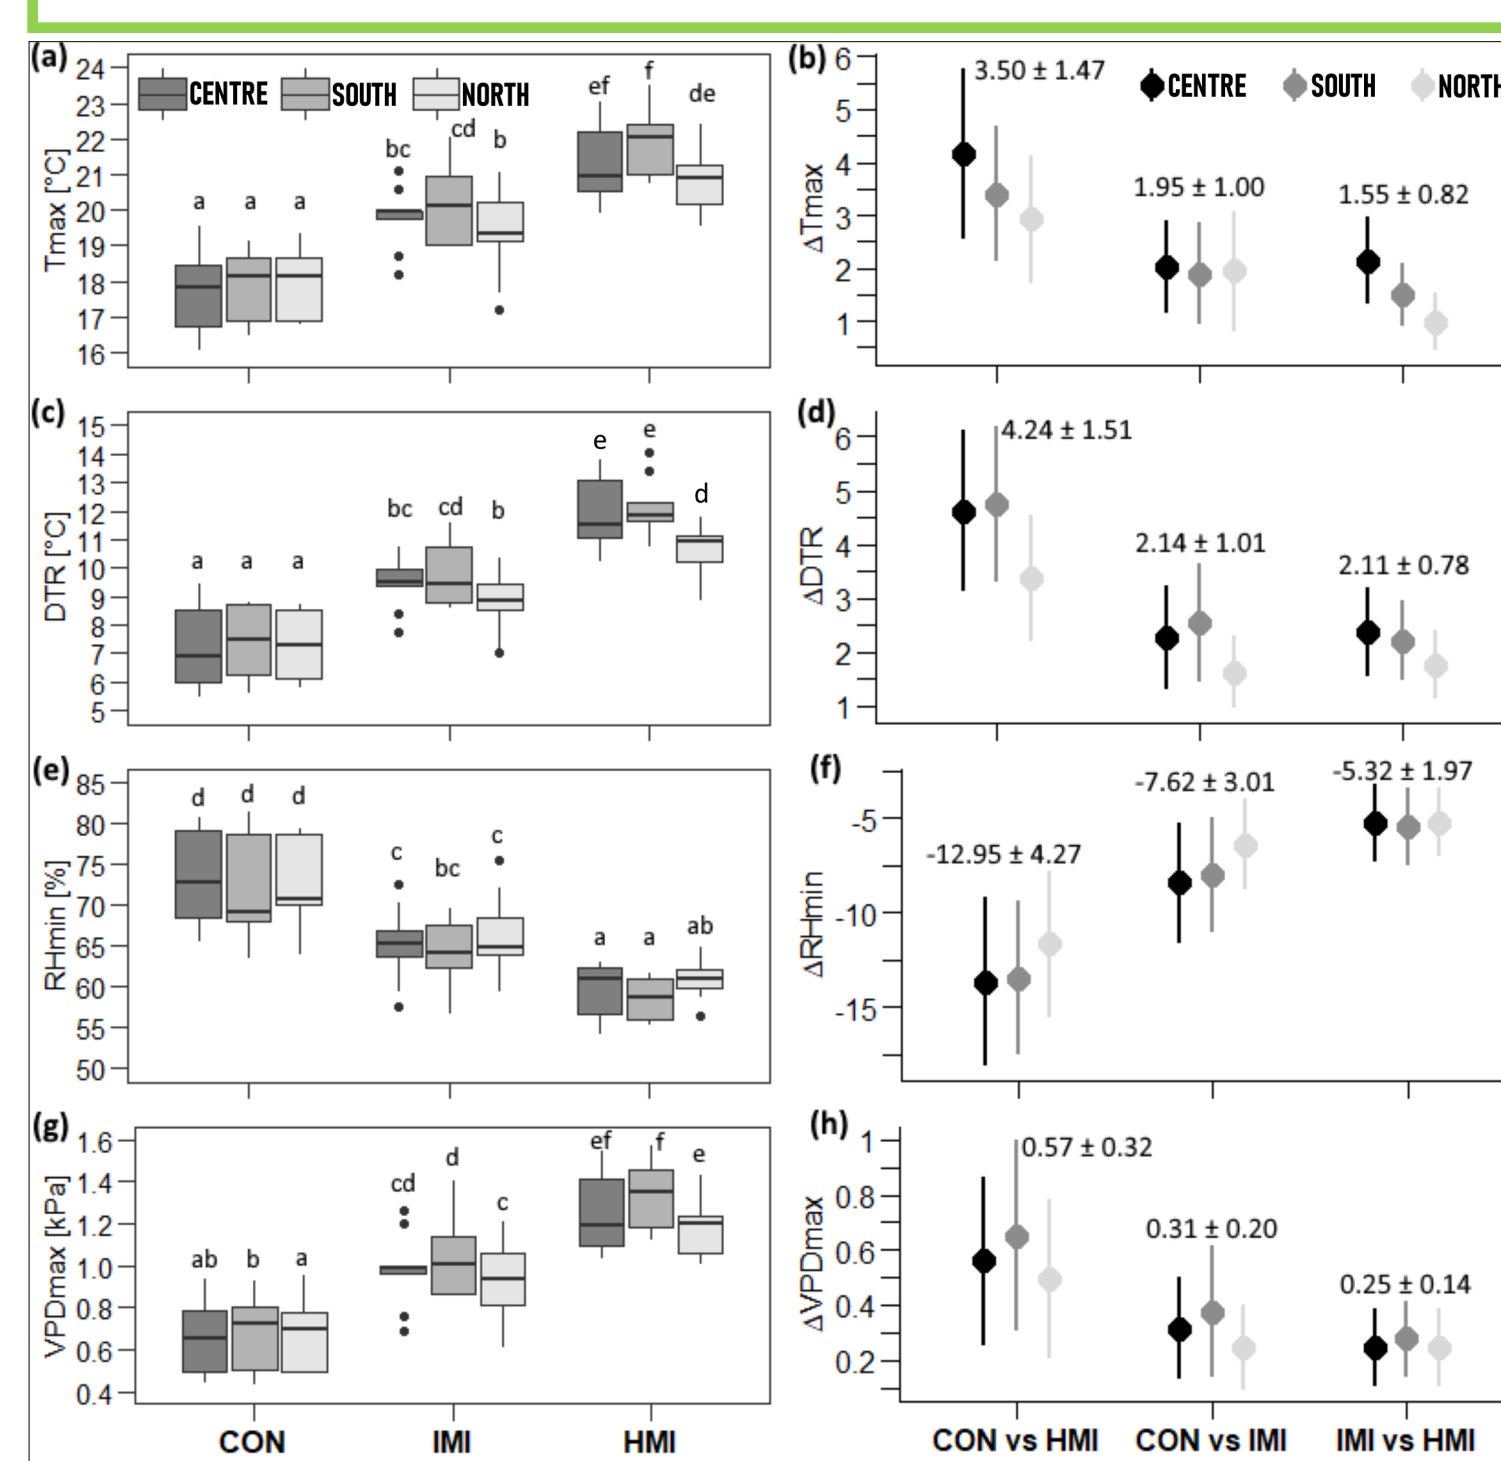 (a)
24
23
22
21
20
19
18
17
16
Tmax [°C]
CENTRE SOUTH NORTH
a a a
bc cd b
ef f de
(b)
6
5
4
3
2
1
ΔTmax
CENTRE SOUTH NORTH
3.50 ± 1.47
1.95 ± 1.00
1.55 ± 0.82
(c)
15
14
13
12
11
10
9
8
7
6
5
DTR [°C]
a a a
bc cd b
e e d
(d)
6
5
4
3
2
1
ΔDTR
4.24 ± 1.51
2.14 ± 1.01
2.11 ± 0.78
(e)
85
80
75
70
65
60
55
50
RHmin [%]
d d d
c bc c
a a ab
(f)
-5
-10
-15
ΔRHmin
-12.95 ± 4.27
-7.62 ± 3.01
-5.32 ± 1.97
(g)
1.6
1.4
1.2
1.0
0.8
0.6
0.4
VPDmax [kPa]
ab b a
cd d c
ef f e
CON IMI HMI
(h)
1
0.8
0.6
0.4
0.2
ΔVPDmax
0.57 ± 0.32
0.31 ± 0.20
0.25 ± 0.14
CON vs HMI CON vs IMI IMI vs HMI